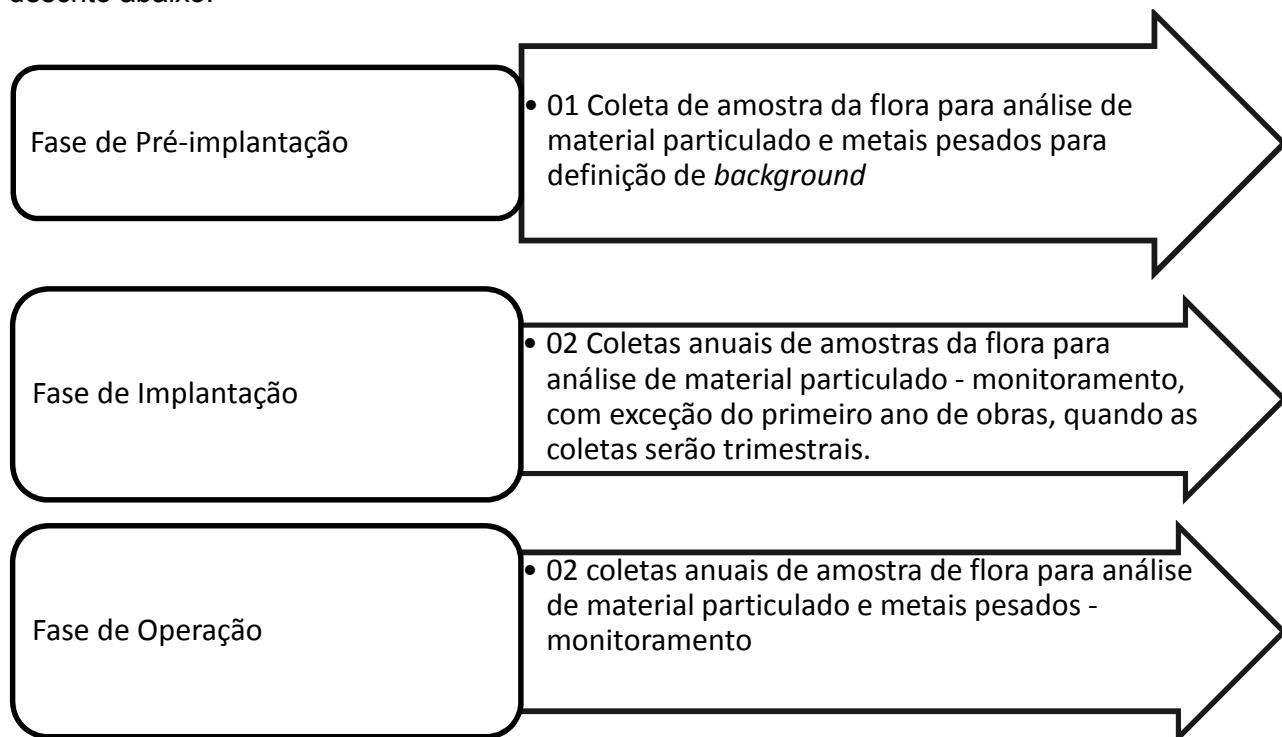 descrito abaixo:
Fase de Pré-implantação
• 01 Coleta de amostra da flora para análise de
material particulado e metais pesados para
definição de background
Fase de Implantação
• 02 Coletas anuais de amostras da flora para
análise de material particulado - monitoramento,
com exceção do primeiro ano de obras, quando as
coletas serão trimestrais.
Fase de Operação
• 02 coletas anuais de amostra de flora para análise
de material particulado e metais pesados -
monitoramento